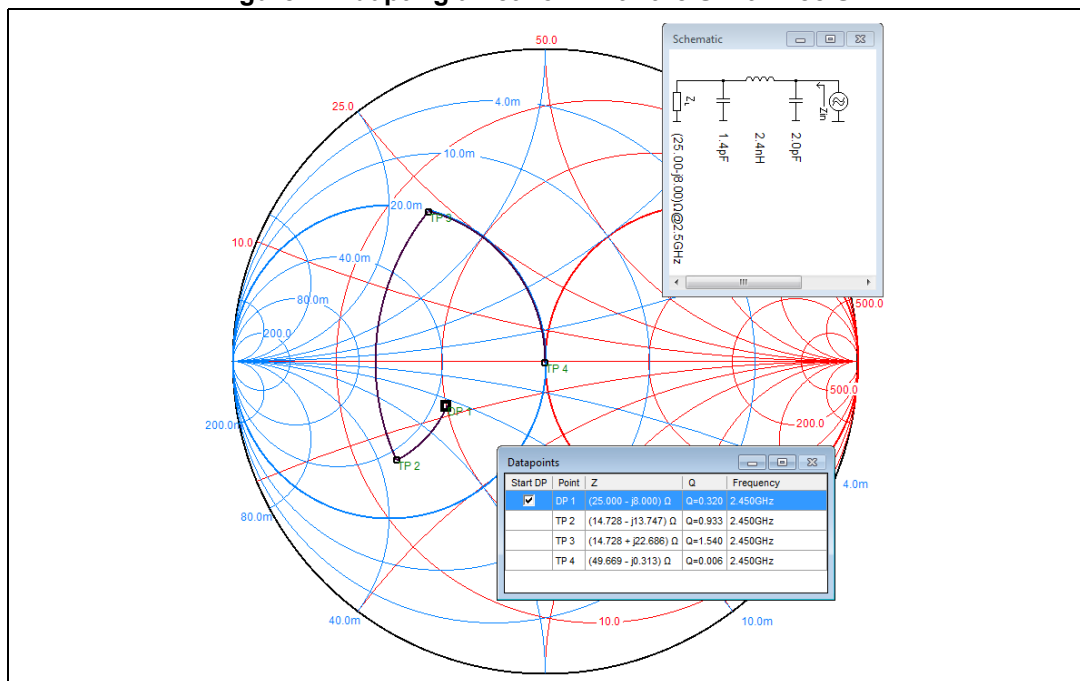 50.0
25.0
4.0m
10.0m
20.0m
TP 3
10.0
40.0m
80.0m
200.0
TP 4
DP 1
200.0m
TP 2
80.0m
40.0m
500.0
500.0
200.0
4.0m
10.0
10.0m
Schematic
Zin
(25.00-j8.00)Ω@2.5GHz
1.4pF
2.4nH
2.0pF
Datapoints
Start DP Point Z Q Frequency
DP 1 (25.000 - j8.000) Ω Q=0.320 2.450GHz
TP 2 (14.728 - j13.747) Ω Q=0.933 2.450GHz
TP 3 (14.728 + j22.686) Ω Q=1.540 2.450GHz
TP 4 (49.669 - j0.313) Ω Q=0.006 2.450GHz